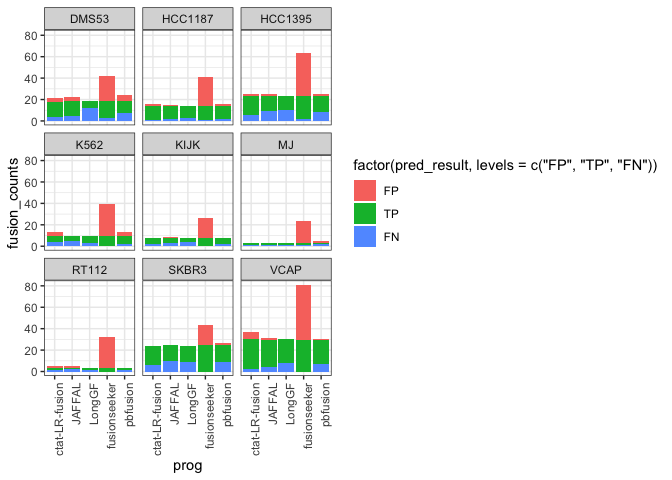 DMS53 HCC1187 HCC1395
80
60
40
20
0
K562 KIJK MJ
80
60
40
20
0
RT112 SKBR3 VCAP
80
60
40
20
0
fusion_counts
ctat-LR-fusion JAFFAL LongGF fusionseeker pbfusion ctat-LR-fusion JAFFAL LongGF fusionseeker pbfusion ctat-LR-fusion JAFFAL LongGF fusionseeker pbfusion
prog
factor(pred_result, levels = c("FP", "TP", "FN"))
FP
TP
FN